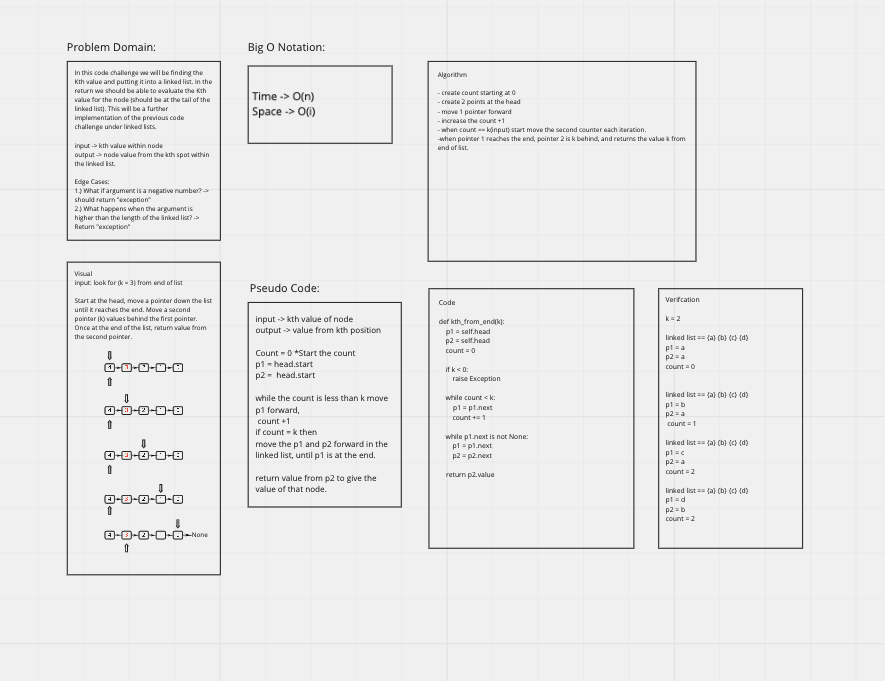 Problem Domain:
In this code challenge we will be finding the
Kth value and putting it into a linked list. In the
return we should be able to evaluate the Kth
value for the node (should be at the tail of the
linked list). This will be a further
implementation of the previous code
challenge under linked lists.
input -> kth value within node
output -> node value from the kth spot within
the linked list.
Edge Cases:
1.) What if argument is a negative number? ->
should return "exception"
2.) What happens when the argument is
higher than the length of the linked list? ->
Return "exception"
Big O Notation:
Time -> O(n)
Space -> O(i)
Algorithm
- create count starting at 0
- create 2 points at the head
- move 1 pointer forward
- increase the count +1
- when count == k(input) start move the second counter each iteration.
-when pointer 1 reaches the end, pointer 2 is k behind, and returns the value k from
end of list.
Visual
input: look for (k = 3) from end of list
Start at the head, move a pointer down the list
until it reaches the end. Move a second
pointer (k) values behind the first pointer.
Once at the end of the list, return value from
the second pointer.
4 3 2
4 3 2
4 3 2
4 3 2
4 3 2 None
Pseudo Code:
input -> kth value of node
output -> value from kth position
Count = 0 *Start the count
p1 = head.start
p2 = head.start
while the count is less than k move
p1 forward,
count +1
if count = k then
move the p1 and p2 forward in the
linked list, until p1 is at the end.
return value from p2 to give the
value of that node.
Code
def kth_from_end(k):
p1 = self.head
p2 = self.head
count = 0
if k < 0:
raise Exception
while count < k:
p1 = p1.next
count += 1
while p1.next is not None:
p1 = p1.next
p2 = p2.next
return p2.value
Verifcation
k = 2
linked list == {a} {b} {c} {d}
p1 = a
p2 = a
count = 0
linked list == {a} {b} {c} {d}
p1 = b
p2 = a
count = 1
linked list == {a} {b} {c} {d}
p1 = c
p2 = a
count = 2
linked list == {a} {b} {c} {d}
p1 = d
p2 = b
count = 2